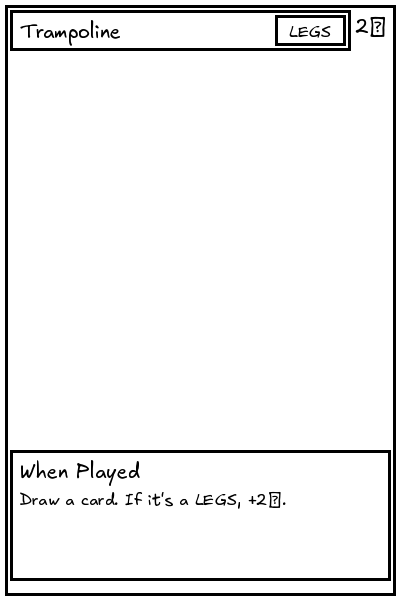 Trampoline LEGS 2⍰
When Played
Draw a card. If it's a LEGS, +2⍰.